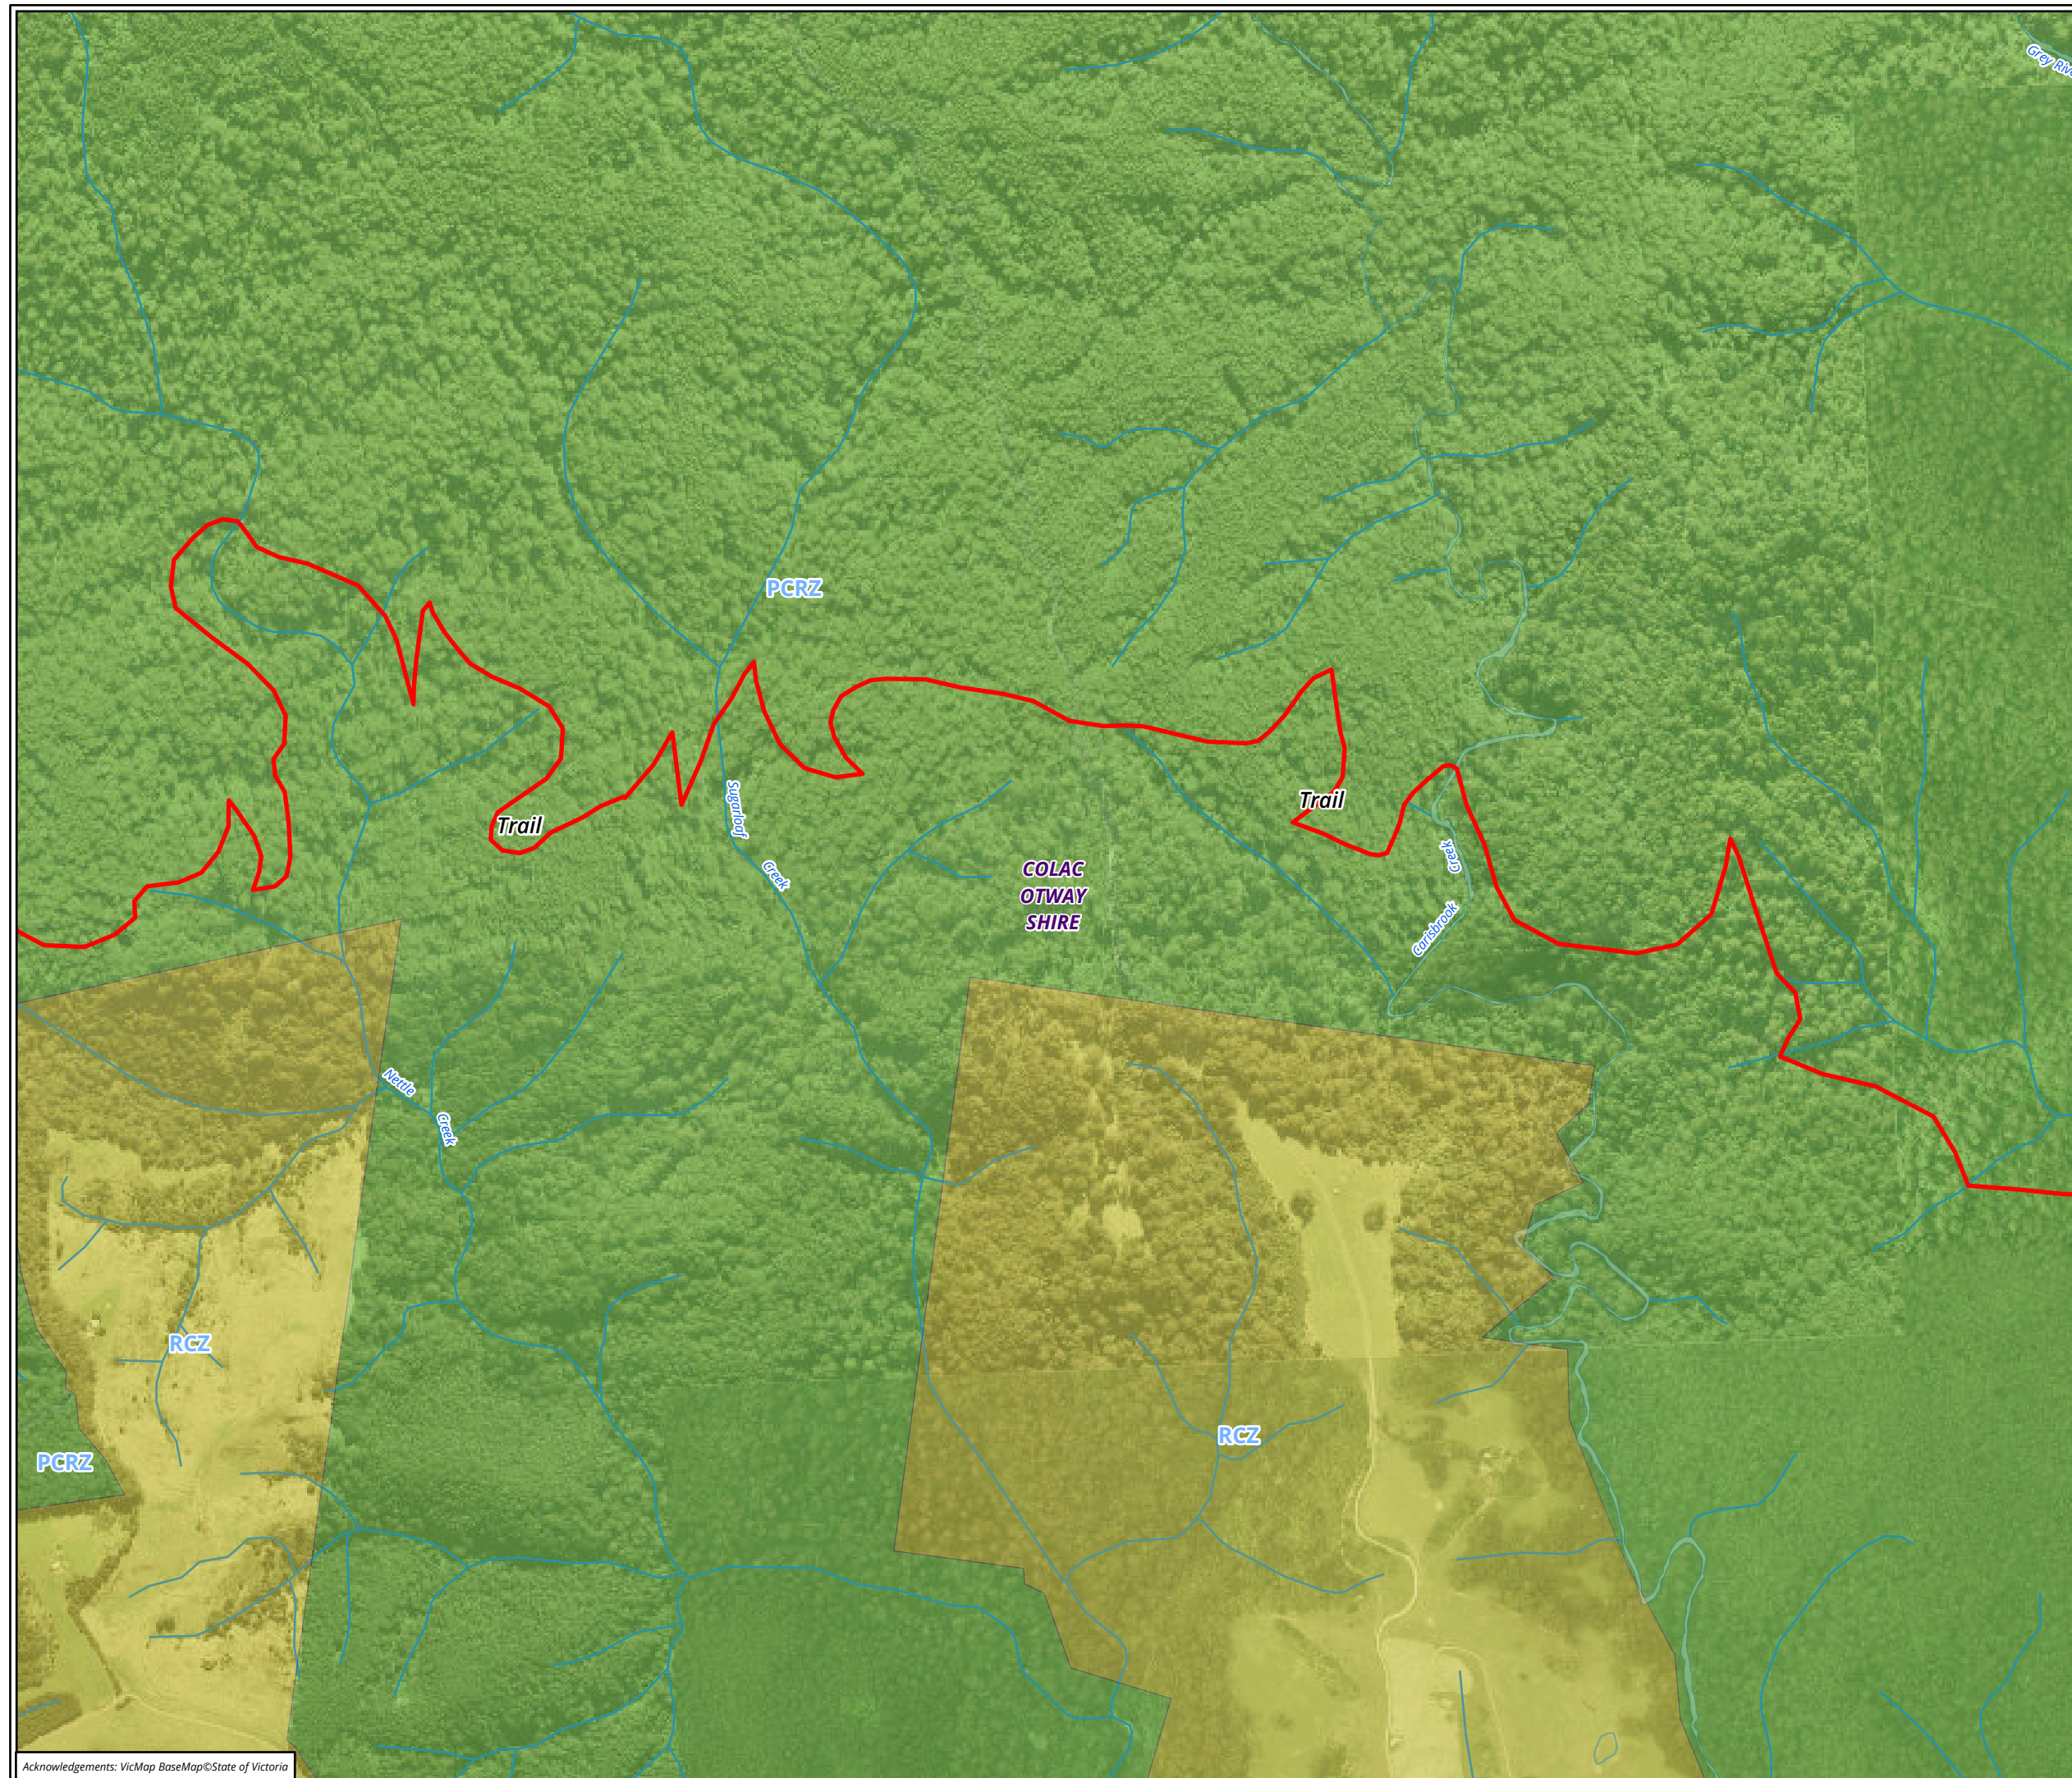 Grey Rive
PCRZ
Sugarloaf
Creek
Trail
Trail
COLAC
OTWAY
SHIRE
Creek
Carisbrook
Nettle
Creek
RCZ
RCZ
PCRZ
Acknowledgements: VicMap BaseMap©State of Victoria